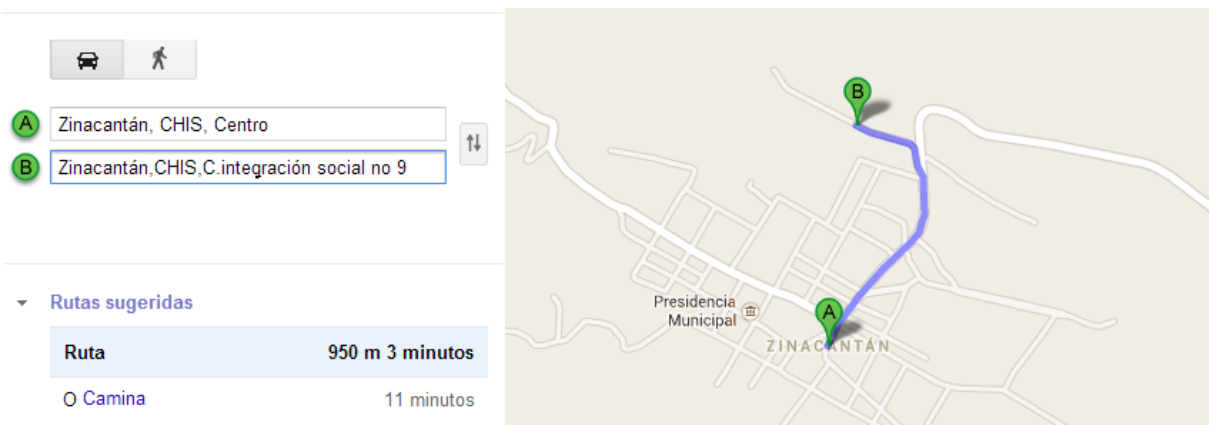 A Zinacantán, CHIS, Centro
B Zinacantán,CHIS,C.integración social no 9
Rutas sugeridas
Ruta 950 m 3 minutos
O Camina 11 minutos
B
Presidencia
Municipal
A
ZINACANTÁN